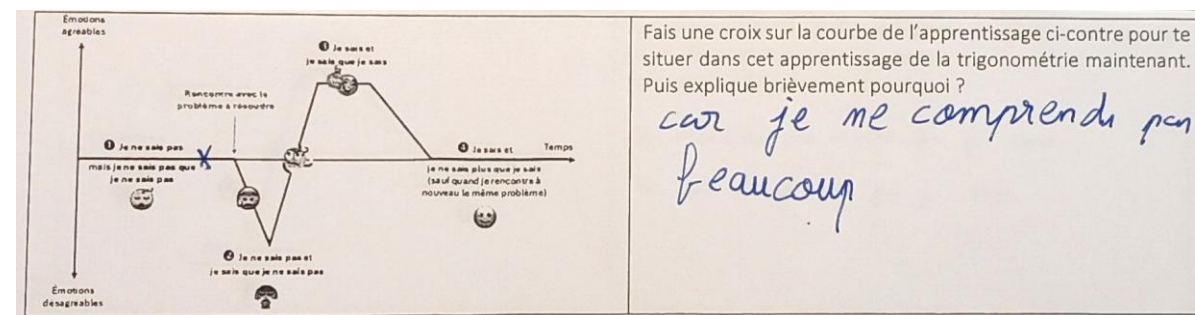 Émotions
agréables
❸ Je sais et
je sais que je sais
Rencontre avec le
problème à résoudre
❶ Je ne sais pas
mais je ne sais pas que
je ne sais pas
X
❹ Je sais et
Temps
je ne sais plus que je sais
(sauf quand je rencontre à
nouveau le même problème)
❷ Je ne sais pas et
je sais que je ne sais pas
Émotions
désagréables
Fais une croix sur la courbe de l'apprentissage ci-contre pour te
situer dans cet apprentissage de la trigonométrie maintenant.
Puis explique brièvement pourquoi ?
car je ne comprends pas
beaucoup